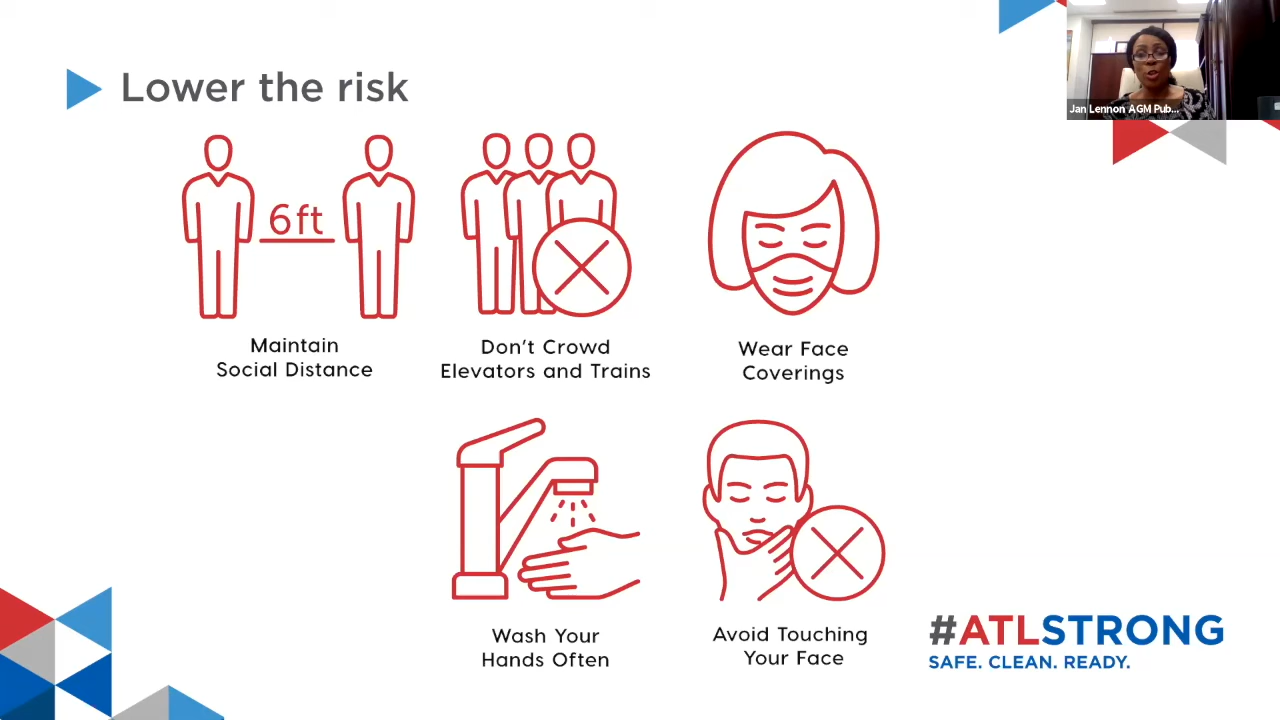 Lower the risk
Jan Lennon AGM Pub...
6ft
Maintain
Social Distance
Don't Crowd
Elevators and Trains
Wear Face
Coverings
Wash Your
Hands Often
Avoid Touching
Your Face
#ATLSTRONG
SAFE. CLEAN. READY.